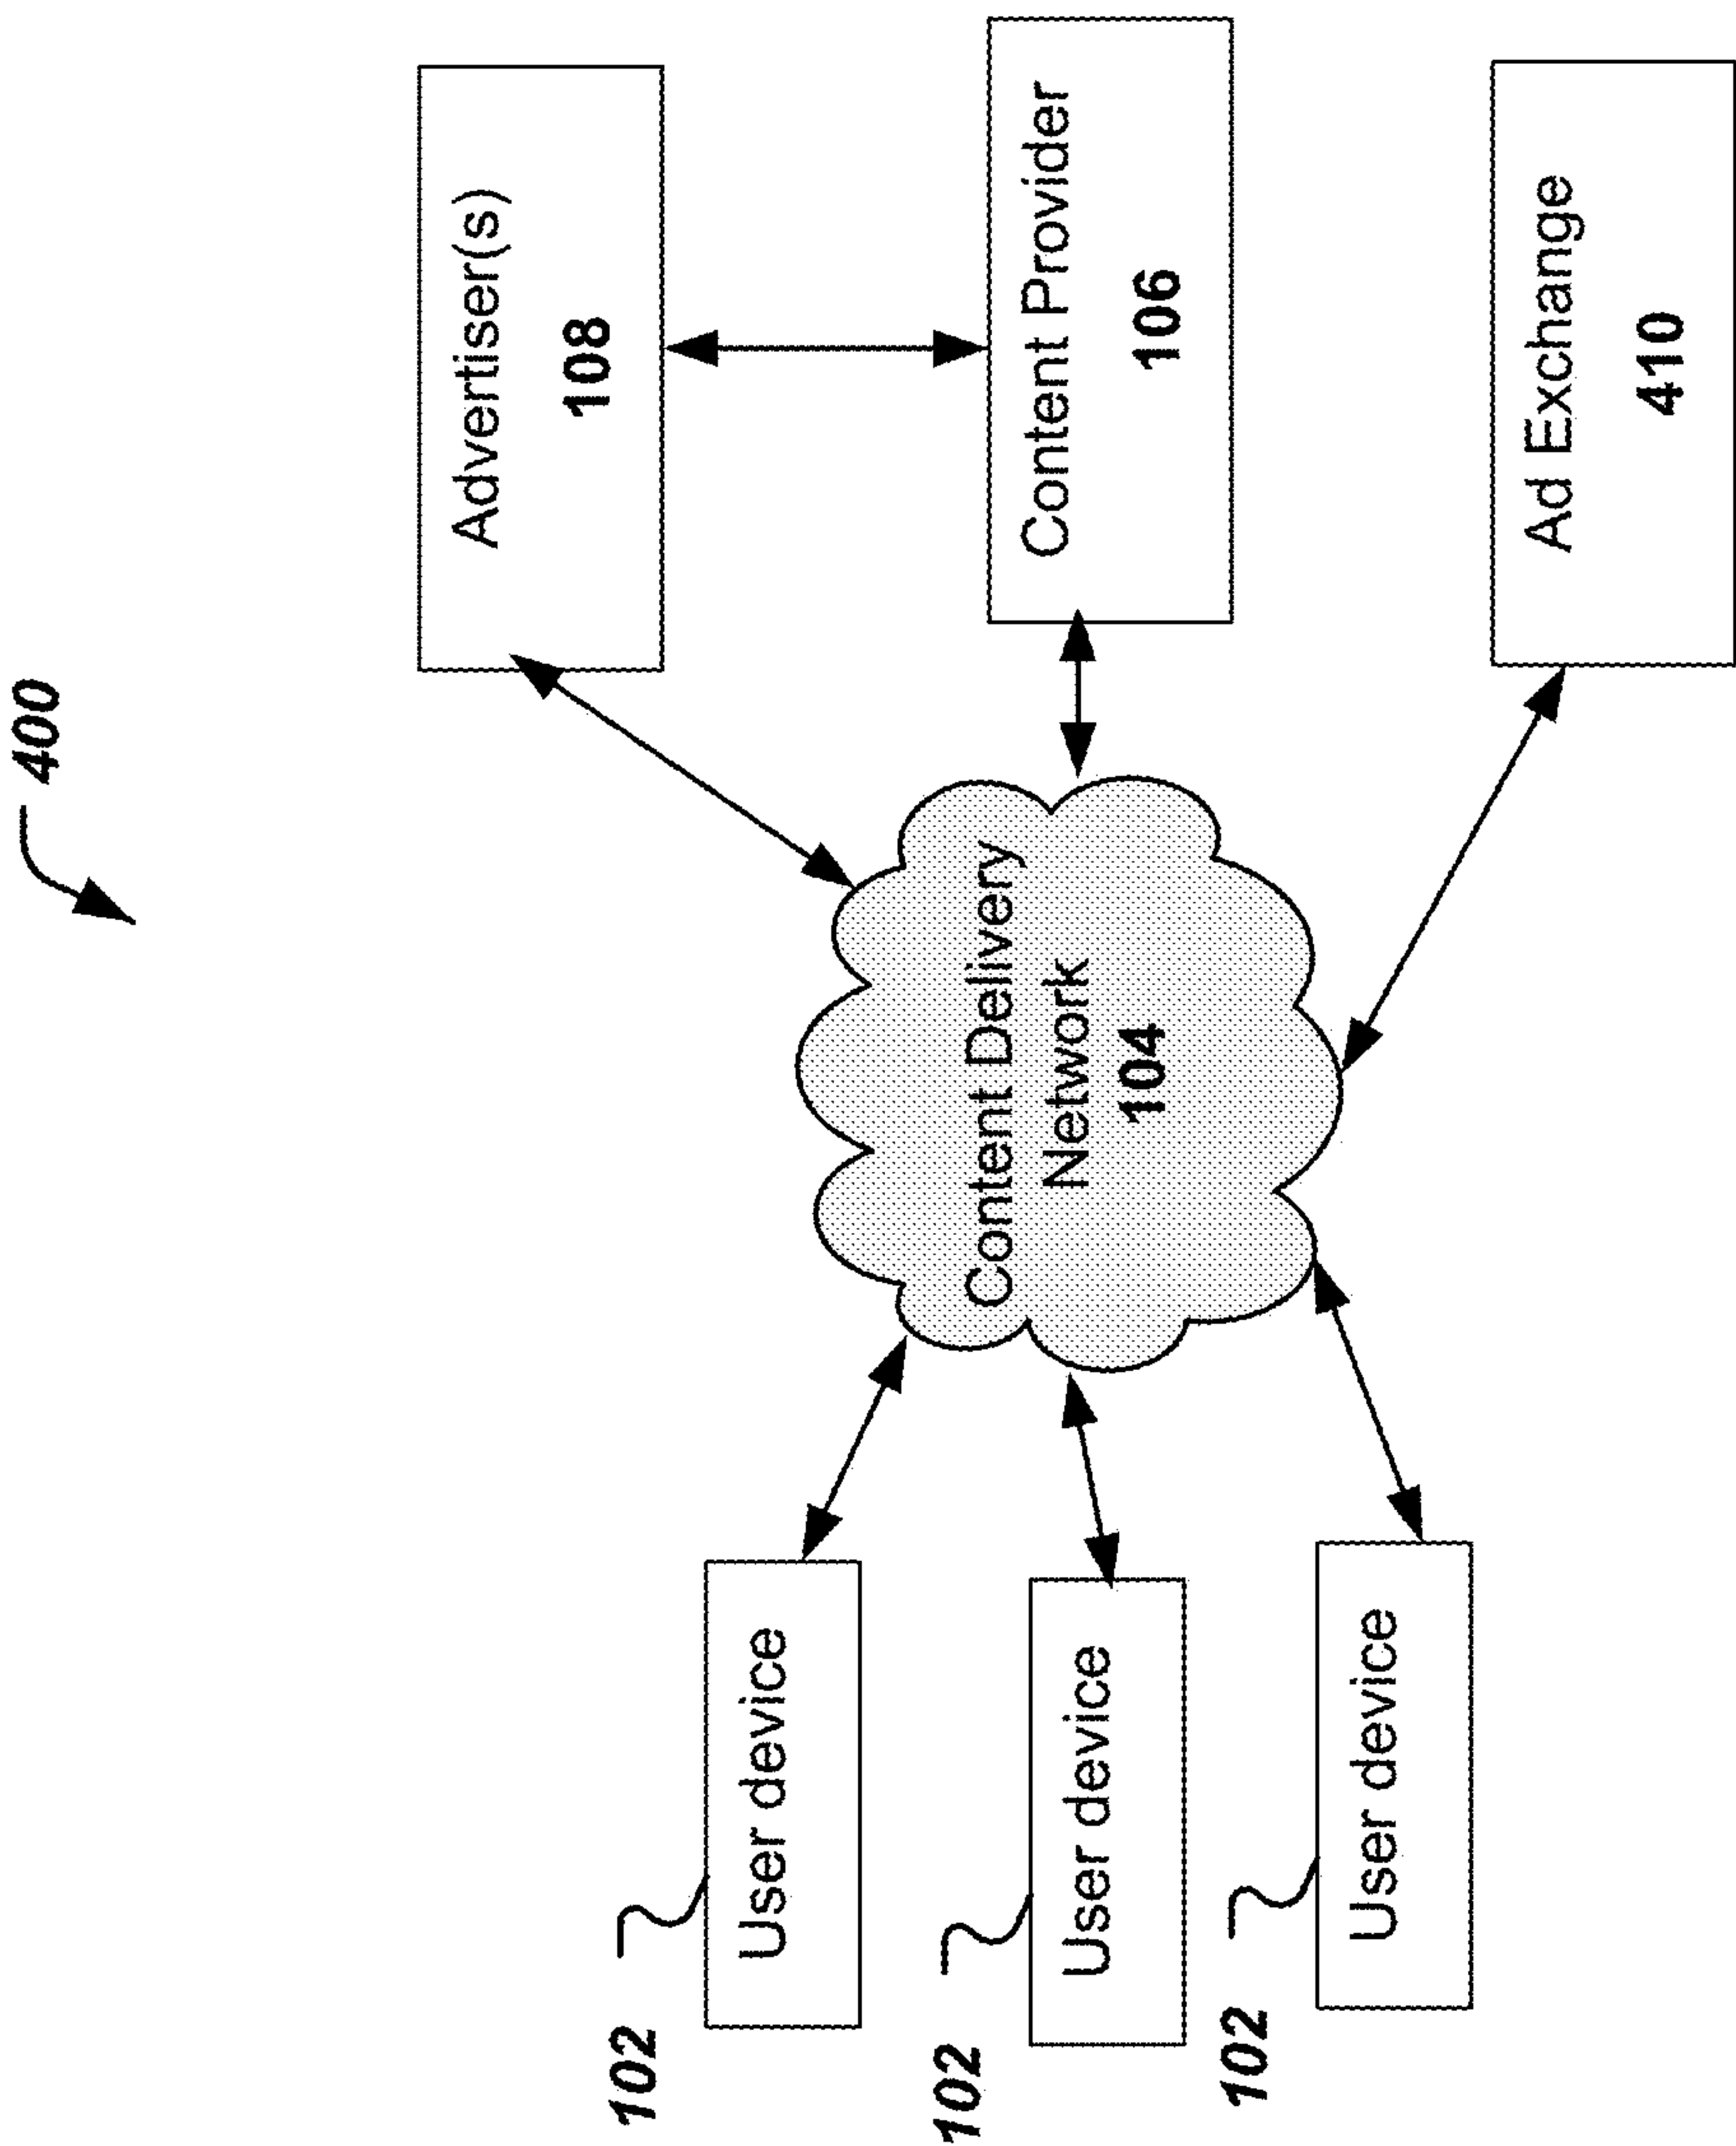 400
Advertiser(s)
108
Content Provider
106
Ad Exchange
410
Content Delivery
Network
104
102
User device
102
User device
102
User device